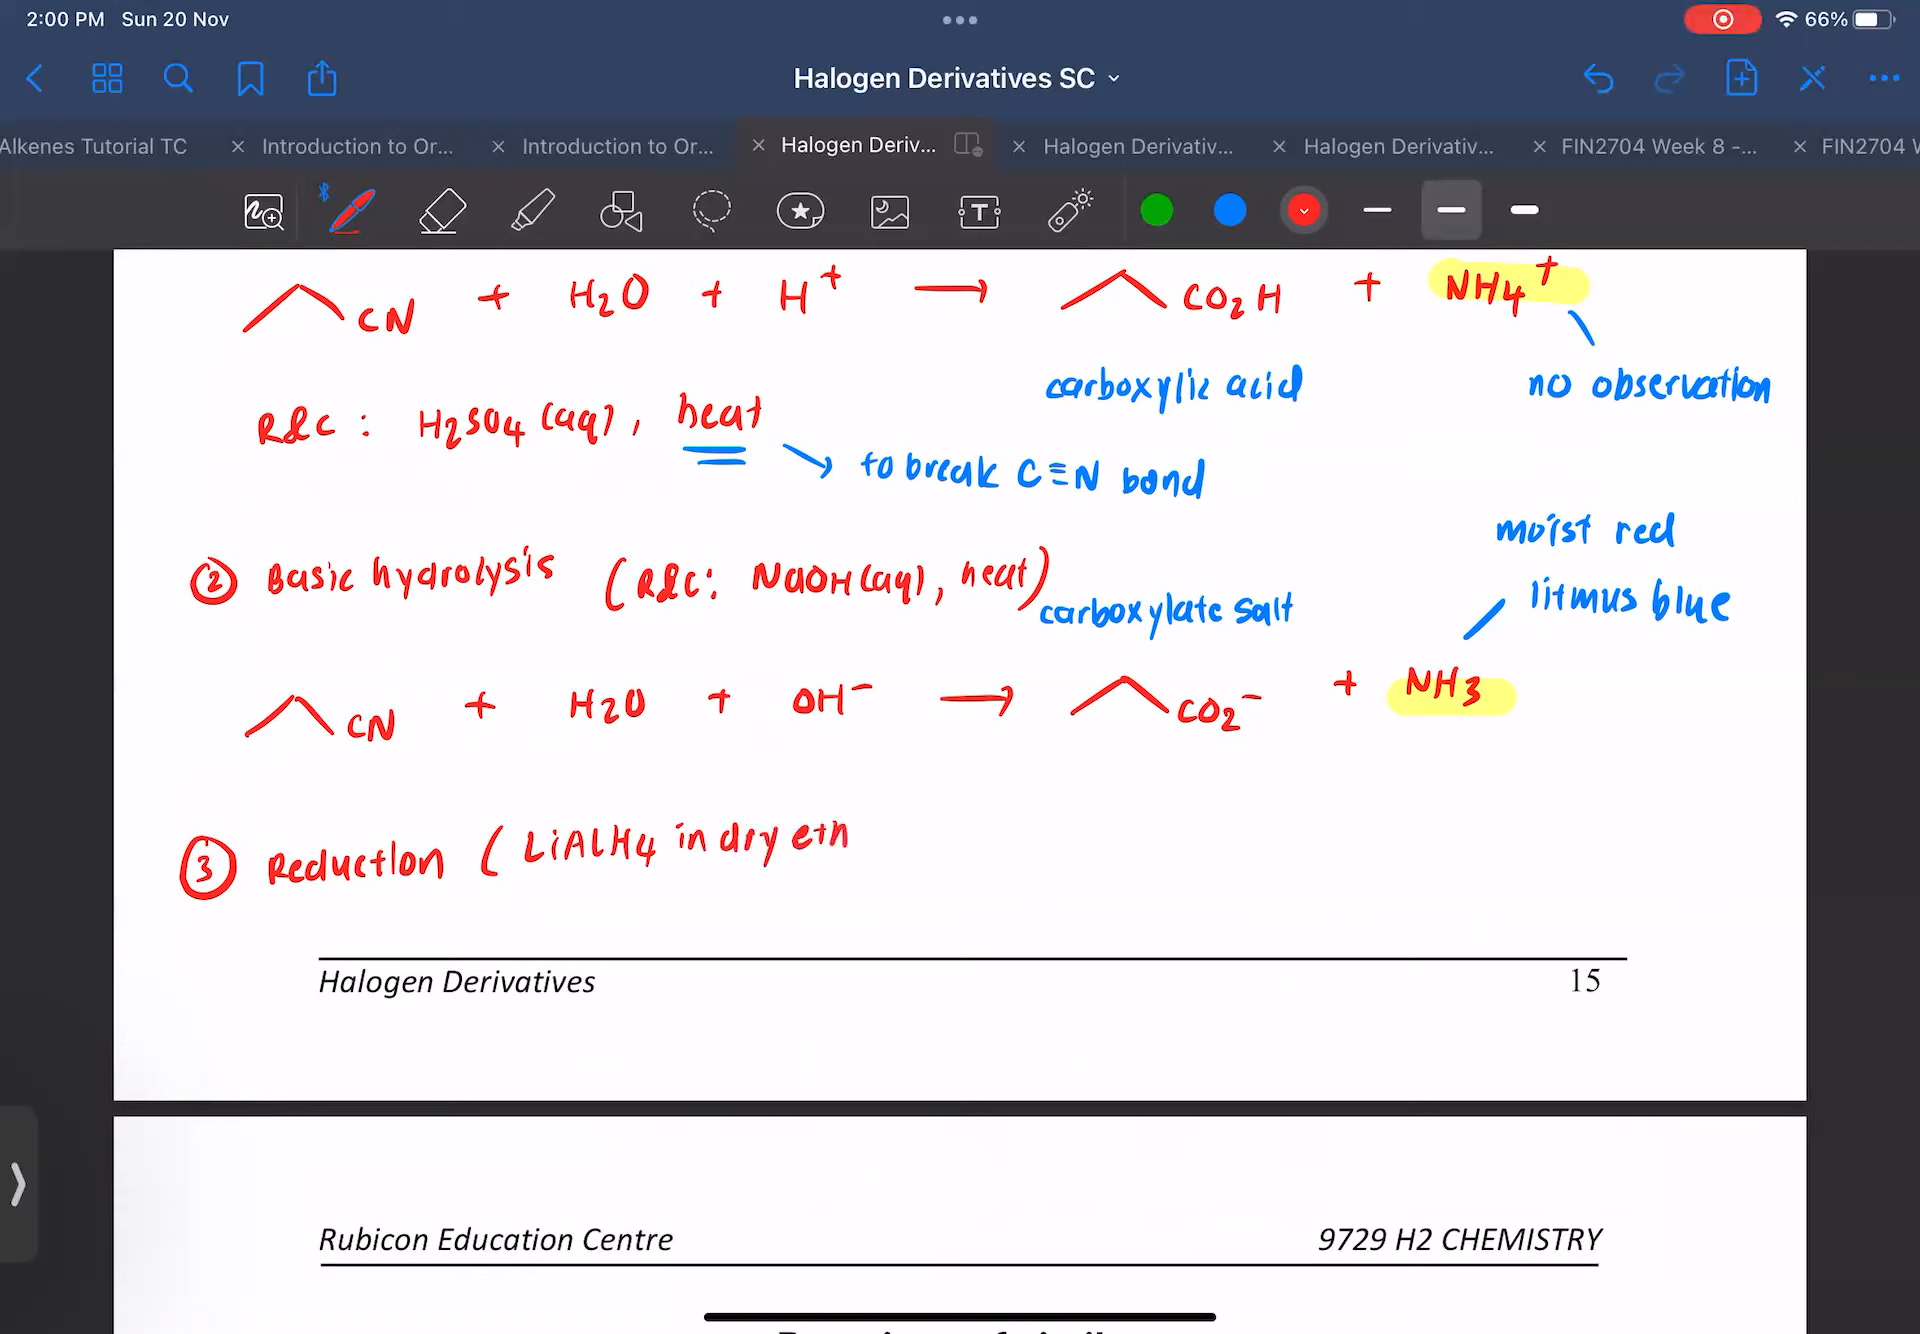 2:00 PM Sun 20 Nov
66%
Halogen Derivatives SC
Alkenes Tutorial TC
Introduction to Or...
Introduction to Or...
Halogen Deriv...
Halogen Derivativ...
Halogen Derivativ...
FIN2704 Week 8 -...
FIN2704
CN + H2O + H+ → CO2H + NH4+
carboxylic acid
no observation
R&C : H2SO4 (aq), heat
to break C≡N bond
moist red
litmus blue
② Basic hydrolysis (R&C: NaOH(aq), heat)
carboxylate salt
CN + H2O + OH− → CO2− + NH3
③ Reduction ( LiAlH4 in dry eth
Halogen Derivatives
15
Rubicon Education Centre
9729 H2 CHEMISTRY